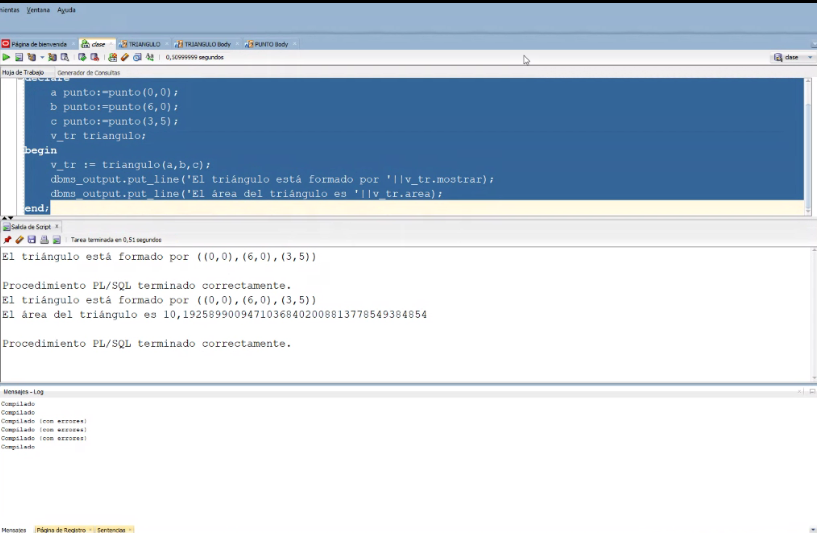 mientas Ventana Ayuda
Página de bienvenida clase TRIANGULO TRIANGULO Body PUNTO Body
0,50999999 segundos clase
Hoja de Trabajo Generador de Consultas
declare
a punto:=punto(0,0);
b punto:=punto(6,0);
c punto:=punto(3,5);
v_tr triangulo;
begin
v_tr := triangulo(a,b,c);
dbms_output.put_line('El triángulo está formado por '||v_tr.mostrar);
dbms_output.put_line('El área del triángulo es '||v_tr.area);
end;
Salida de Script
Tarea terminada en 0,51 segundos
El triángulo está formado por ((0,0),(6,0),(3,5))
Procedimiento PL/SQL terminado correctamente.
El triángulo está formado por ((0,0),(6,0),(3,5))
El área del triángulo es 10,19258990094710368402008813778549384854
Procedimiento PL/SQL terminado correctamente.
Mensajes - Log
Compilado
Compilado
Compilado (con errores)
Compilado (con errores)
Compilado (con errores)
Compilado
Mensajes Página de Registro Sentencias